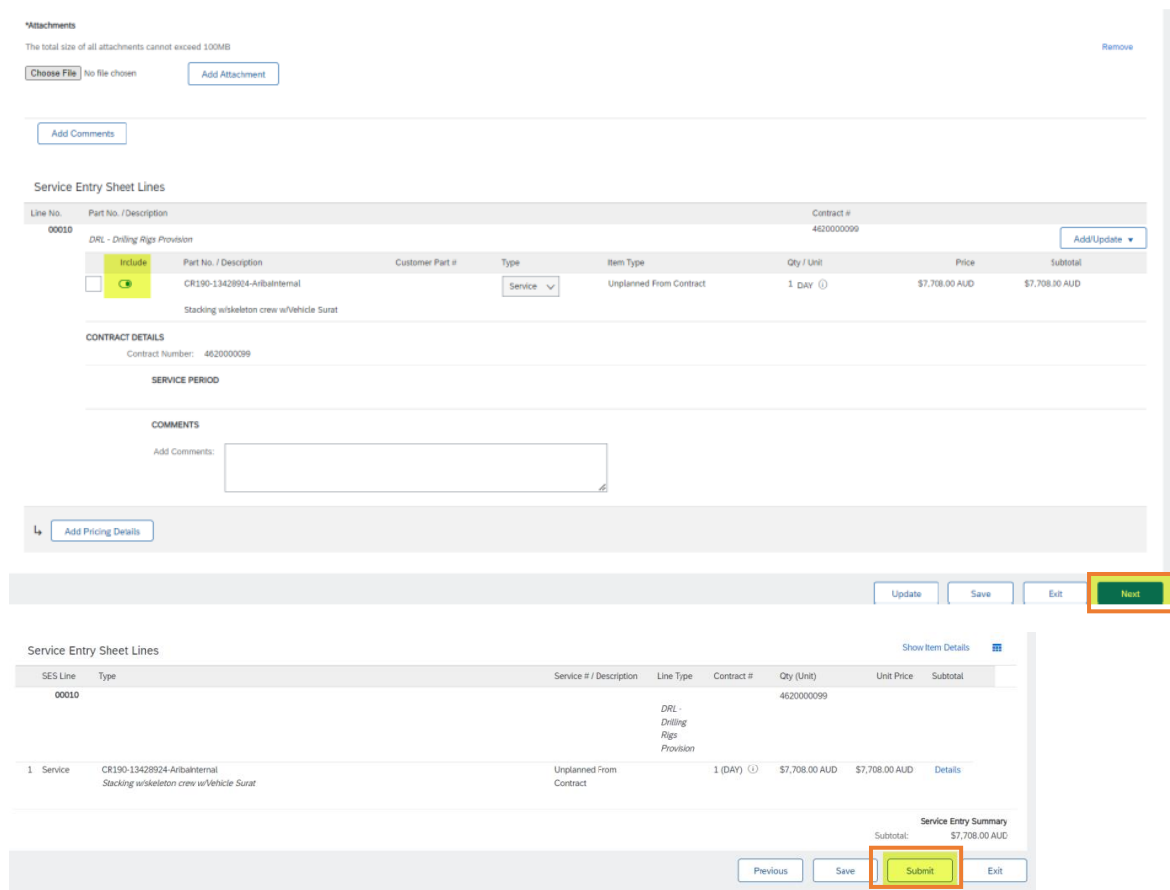 *Attachments
The total size of all attachments cannot exceed 100MB
Remove
Choose File No file chosen
Add Attachment
Add Comments
Service Entry Sheet Lines
Line No. Part No. / Description Contract #
00010 4620000099
DRL - Drilling Rigs Provision
Add/Update
Include Part No. / Description Customer Part # Type Item Type Qty / Unit Price Subtotal
CR190-13428924-AribaInternal Service Unplanned From Contract 1 DAY $7,708.00 AUD $7,708.00 AUD
Stacking w/skeleton crew w/Vehicle Surat
CONTRACT DETAILS
Contract Number: 4620000099
SERVICE PERIOD
COMMENTS
Add Comments:
Add Pricing Details
Update Save Exit Next
Service Entry Sheet Lines
Show Item Details
SES Line Type Service # / Description Line Type Contract # Qty (Unit) Unit Price Subtotal
00010 4620000099
DRL -
Drilling
Rigs
Provision
1 Service CR190-13428924-AribaInternal Unplanned From 1 (DAY) $7,708.00 AUD $7,708.00 AUD Details
Stacking w/skeleton crew w/Vehicle Surat Contract
Service Entry Summary
Subtotal: $7,708.00 AUD
Previous Save Submit Exit